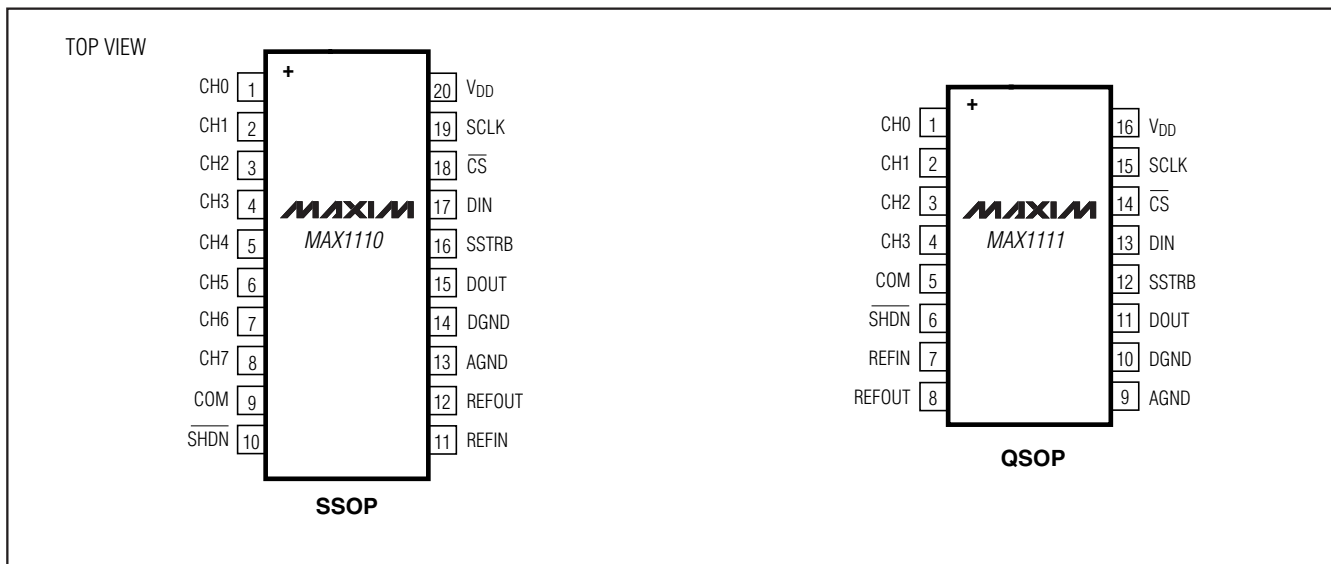 TOP VIEW
+
CH0 1 20 VDD
CH1 2 19 SCLK
CH2 3 18 C̅S̅
CH3 4 17 DIN
CH4 5 16 SSTRB
CH5 6 15 DOUT
CH6 7 14 DGND
CH7 8 13 AGND
COM 9 12 REFOUT
S̅H̅D̅N̅ 10 11 REFIN
MAXIM
MAX1110
SSOP
+
CH0 1 16 VDD
CH1 2 15 SCLK
CH2 3 14 C̅S̅
CH3 4 13 DIN
COM 5 12 SSTRB
S̅H̅D̅N̅ 6 11 DOUT
REFIN 7 10 DGND
REFOUT 8 9 AGND
MAXIM
MAX1111
QSOP